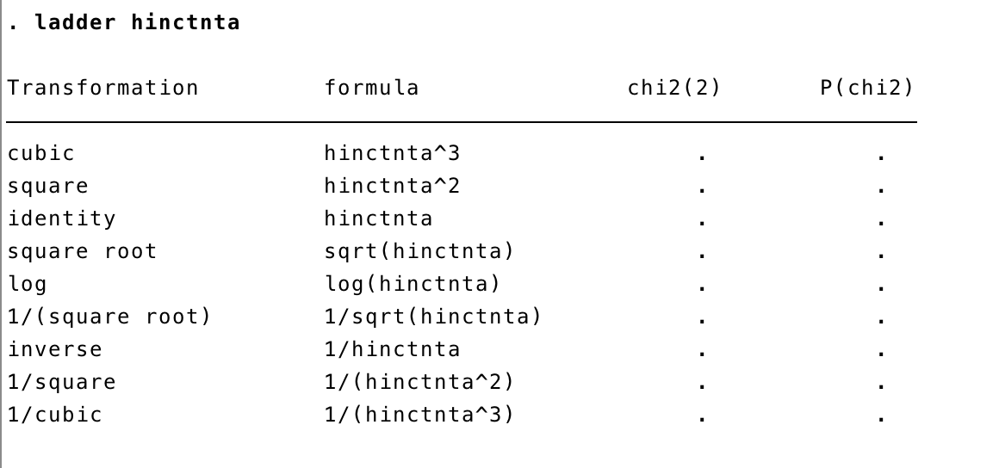 . ladder hinctnta
Transformation formula chi2(2) P(chi2)
cubic hinctnta^3 . .
square hinctnta^2 . .
identity hinctnta . .
square root sqrt(hinctnta) . .
log log(hinctnta) . .
1/(square root) 1/sqrt(hinctnta) . .
inverse 1/hinctnta . .
1/square 1/(hinctnta^2) . .
1/cubic 1/(hinctnta^3) . .